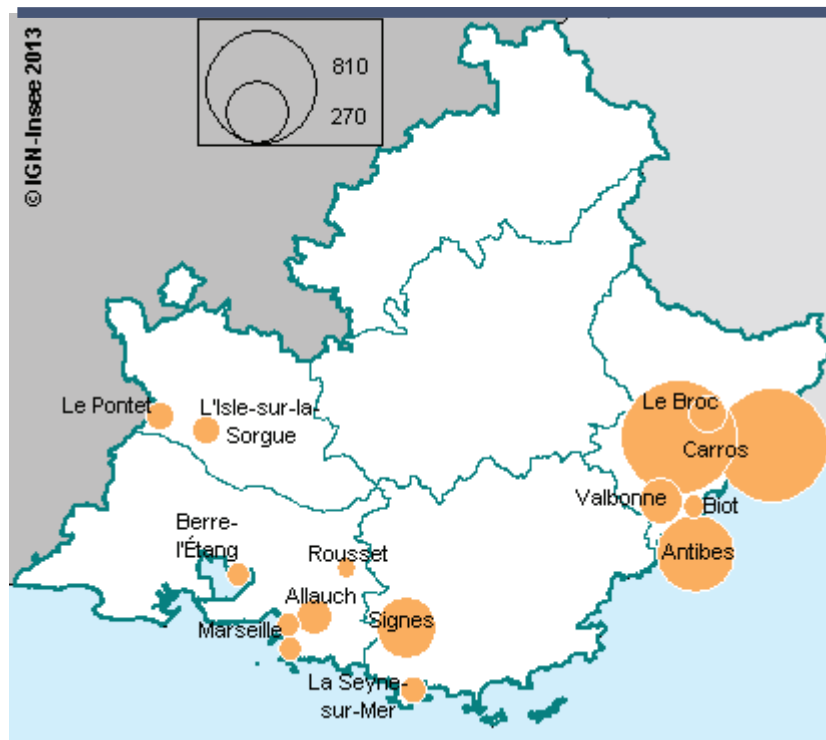 © IGN-Insee 2013
810
270
Le Pontet
L'Isle-sur-la-
Sorgue
Le Broc
Carros
Valbonne
Biot
Antibes
Berre-
l'Étang
Rousset
Allauch
Marseille
Signes
La Seyne-
sur-Mer